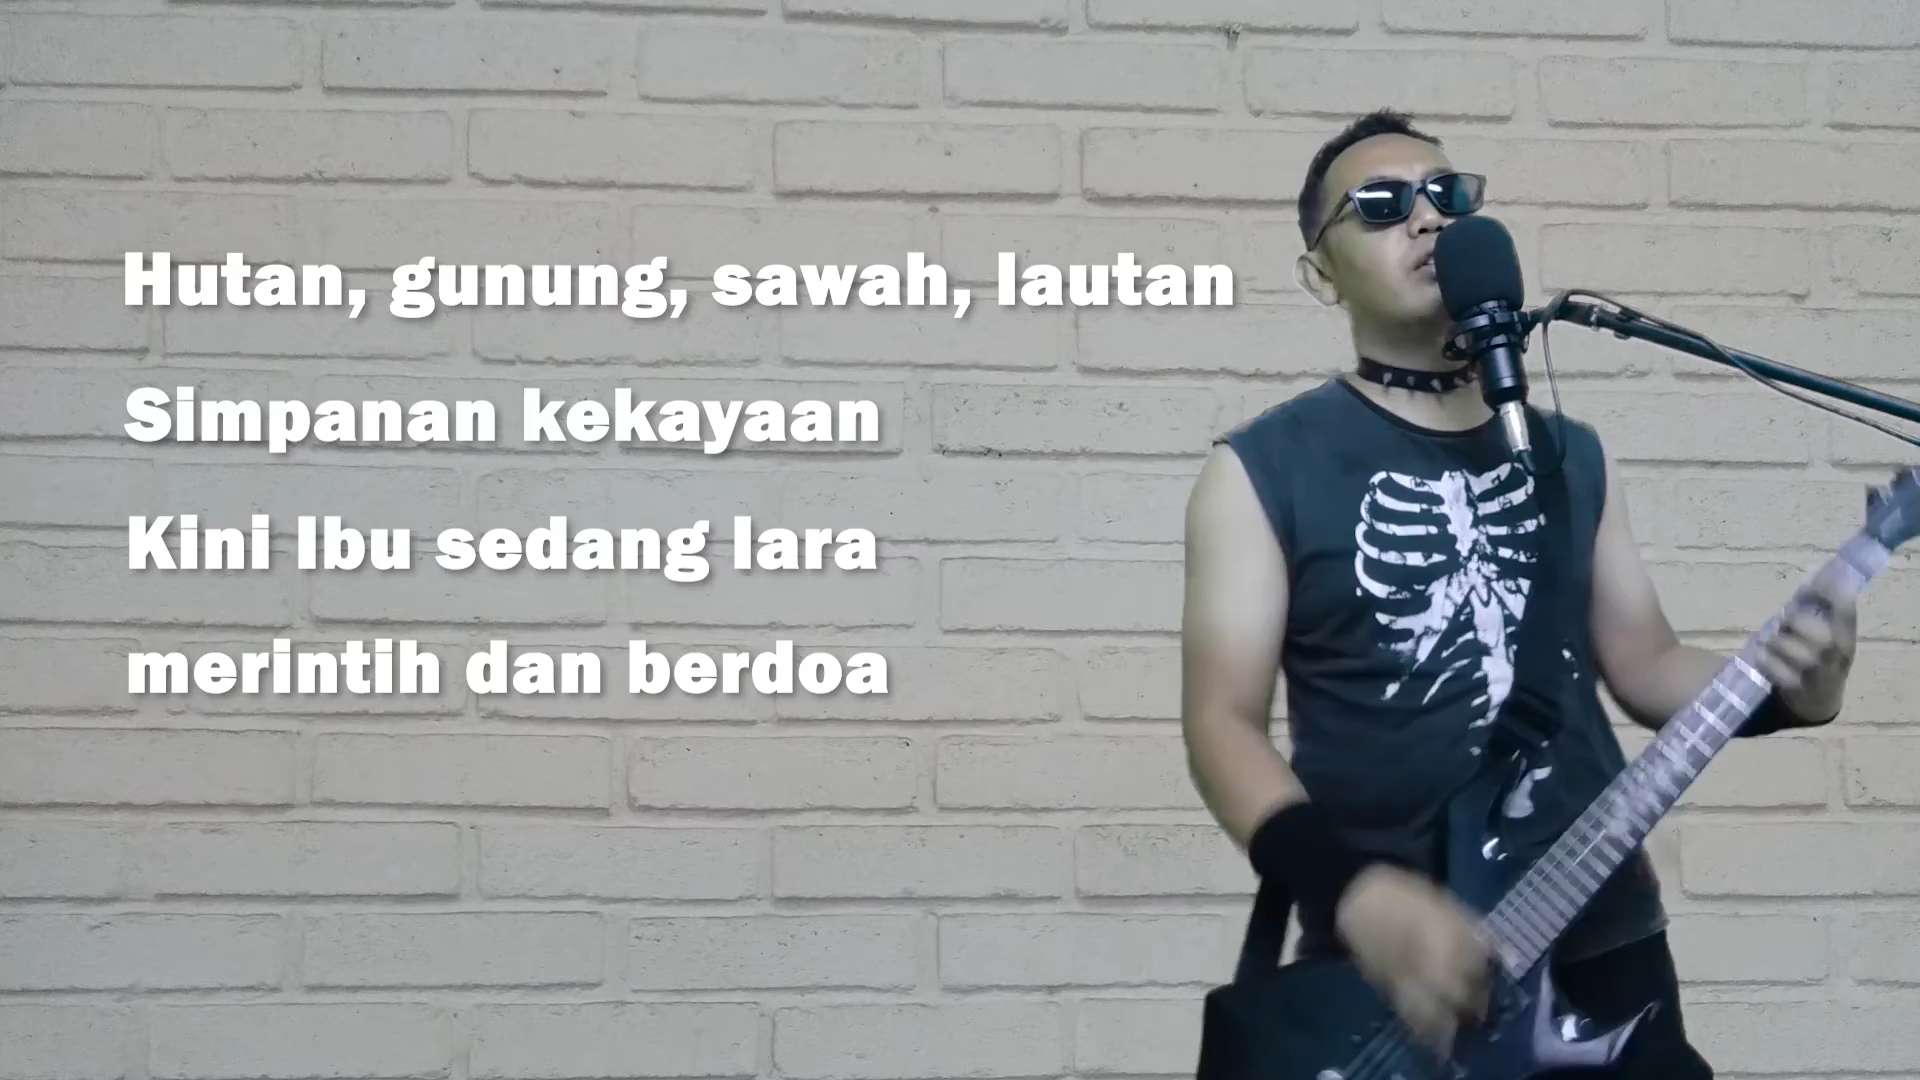 Hutan, gunung, sawah, lautan
Simpanan kekayaan
Kini Ibu sedang lara
merintih dan berdoa